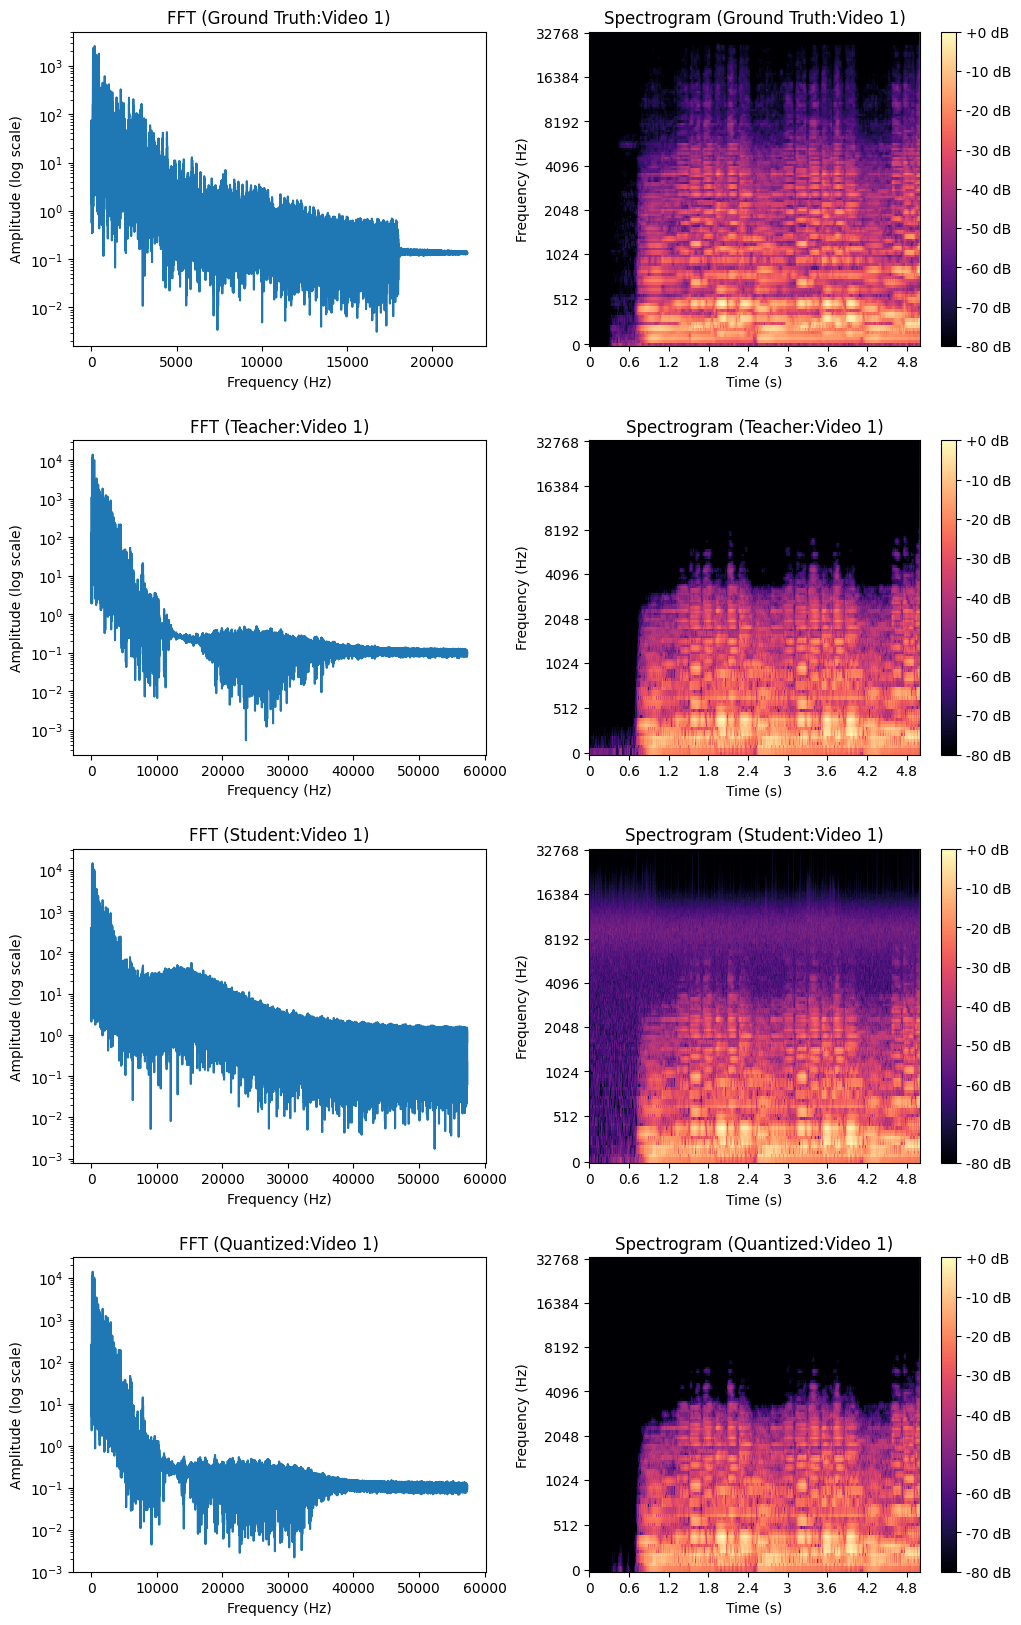 FFT (Ground Truth:Video 1)
Amplitude (log scale)
10³
10²
10¹
10⁰
10⁻¹
10⁻²
0 5000 10000 15000 20000
Frequency (Hz)
Spectrogram (Ground Truth:Video 1)
Frequency (Hz)
32768
16384
8192
4096
2048
1024
512
0
0 0.6 1.2 1.8 2.4 3 3.6 4.2 4.8
Time (s)
+0 dB
-10 dB
-20 dB
-30 dB
-40 dB
-50 dB
-60 dB
-70 dB
-80 dB
FFT (Teacher:Video 1)
Amplitude (log scale)
10⁴
10³
10²
10¹
10⁰
10⁻¹
10⁻²
10⁻³
0 10000 20000 30000 40000 50000 60000
Frequency (Hz)
Spectrogram (Teacher:Video 1)
Frequency (Hz)
32768
16384
8192
4096
2048
1024
512
0
0 0.6 1.2 1.8 2.4 3 3.6 4.2 4.8
Time (s)
+0 dB
-10 dB
-20 dB
-30 dB
-40 dB
-50 dB
-60 dB
-70 dB
-80 dB
FFT (Student:Video 1)
Amplitude (log scale)
10⁴
10³
10²
10¹
10⁰
10⁻¹
10⁻²
10⁻³
0 10000 20000 30000 40000 50000 60000
Frequency (Hz)
Spectrogram (Student:Video 1)
Frequency (Hz)
32768
16384
8192
4096
2048
1024
512
0
0 0.6 1.2 1.8 2.4 3 3.6 4.2 4.8
Time (s)
+0 dB
-10 dB
-20 dB
-30 dB
-40 dB
-50 dB
-60 dB
-70 dB
-80 dB
FFT (Quantized:Video 1)
Amplitude (log scale)
10⁴
10³
10²
10¹
10⁰
10⁻¹
10⁻²
10⁻³
0 10000 20000 30000 40000 50000 60000
Frequency (Hz)
Spectrogram (Quantized:Video 1)
Frequency (Hz)
32768
16384
8192
4096
2048
1024
512
0
0 0.6 1.2 1.8 2.4 3 3.6 4.2 4.8
Time (s)
+0 dB
-10 dB
-20 dB
-30 dB
-40 dB
-50 dB
-60 dB
-70 dB
-80 dB